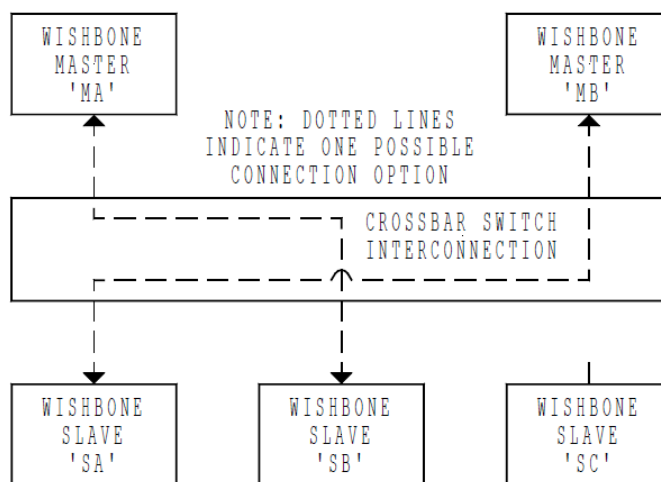 WISHBONE
MASTER
'MA'
WISHBONE
MASTER
'MB'
NOTE: DOTTED LINES
INDICATE ONE POSSIBLE
CONNECTION OPTION
CROSSBAR SWITCH
INTERCONNECTION
WISHBONE
SLAVE
'SA'
WISHBONE
SLAVE
'SB'
WISHBONE
SLAVE
'SC'